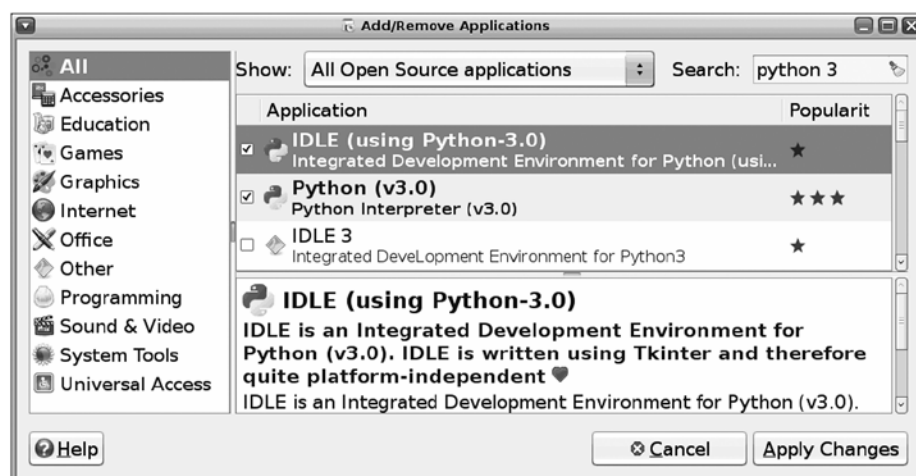 Add/Remove Applications
All
Accessories
Education
Games
Graphics
Internet
Office
Other
Programming
Sound & Video
System Tools
Universal Access
Show: All Open Source applications Search: python 3
Application Popularit
IDLE (using Python-3.0)
Integrated Development Environment for Python (usi...
Python (v3.0)
Python Interpreter (v3.0)
IDLE 3
Integrated DeveLopment Environment for Python3
IDLE (using Python-3.0)
IDLE is an Integrated Development Environment for
Python (v3.0). IDLE is written using Tkinter and therefore
quite platform-independent
IDLE is an Integrated Development Environment for Python (v3.0).
Help Cancel Apply Changes